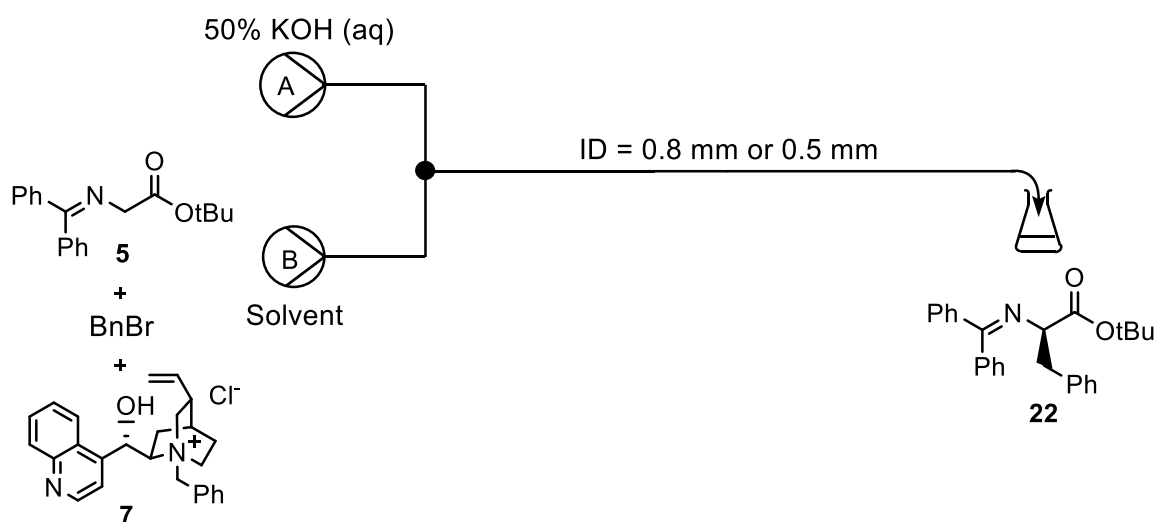 50% KOH (aq)
A
ID = 0.8 mm or 0.5 mm
O
Ph
N
OtBu
Ph
5
+
BnBr
+
B
Solvent
OH
Cl-
N
+
N
Ph
7
O
Ph
N
OtBu
Ph
Ph
22